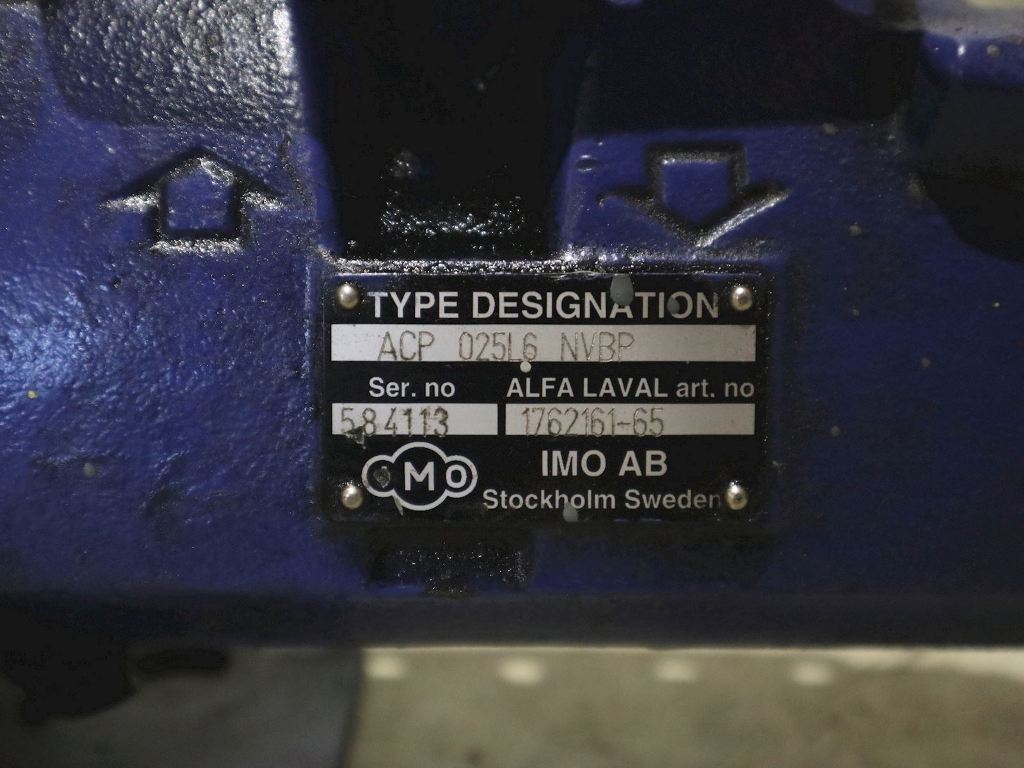 TYPE DESIGNATION
ACP 025L6 NVBP
Ser. no ALFA LAVAL art. no
584113 1762161-65
IMO IMO AB
Stockholm Sweden